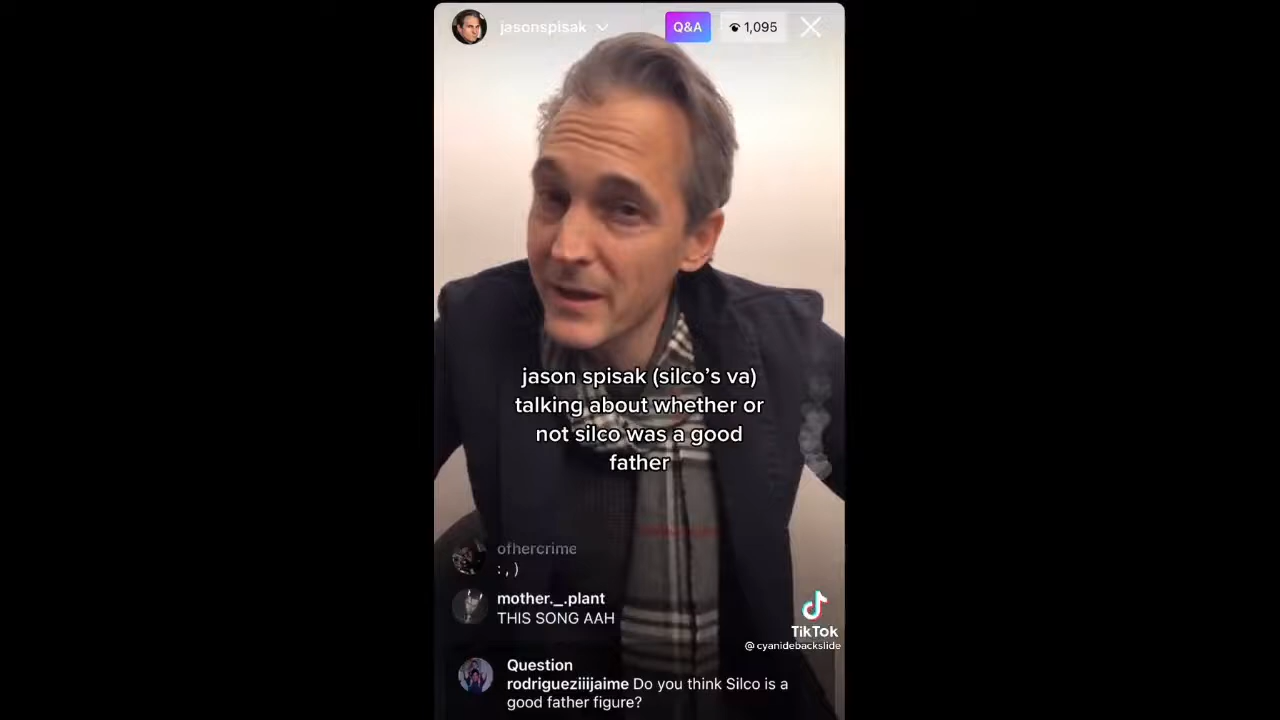 jasonspisak
Q&A
1,095
jason spisak (silco's va)
talking about whether or
not silco was a good
father
ofhercrime
:,)
mother._.plant
THIS SONG AAH
TikTok
@cyanidebackslide
Question
rodrigueziiijaime Do you think Silco is a
good father figure?